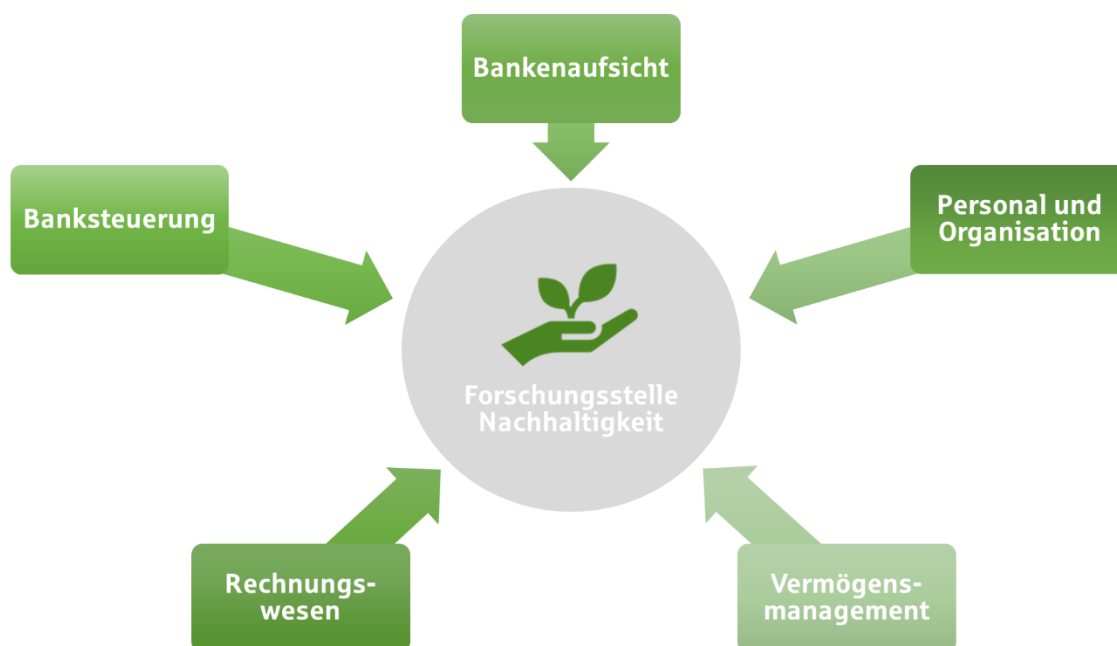 Bankenaufsicht
Banksteuerung
Personal und
Organisation
Forschungsstelle
Nachhaltigkeit
Rechnungs-
wesen
Vermögens-
management